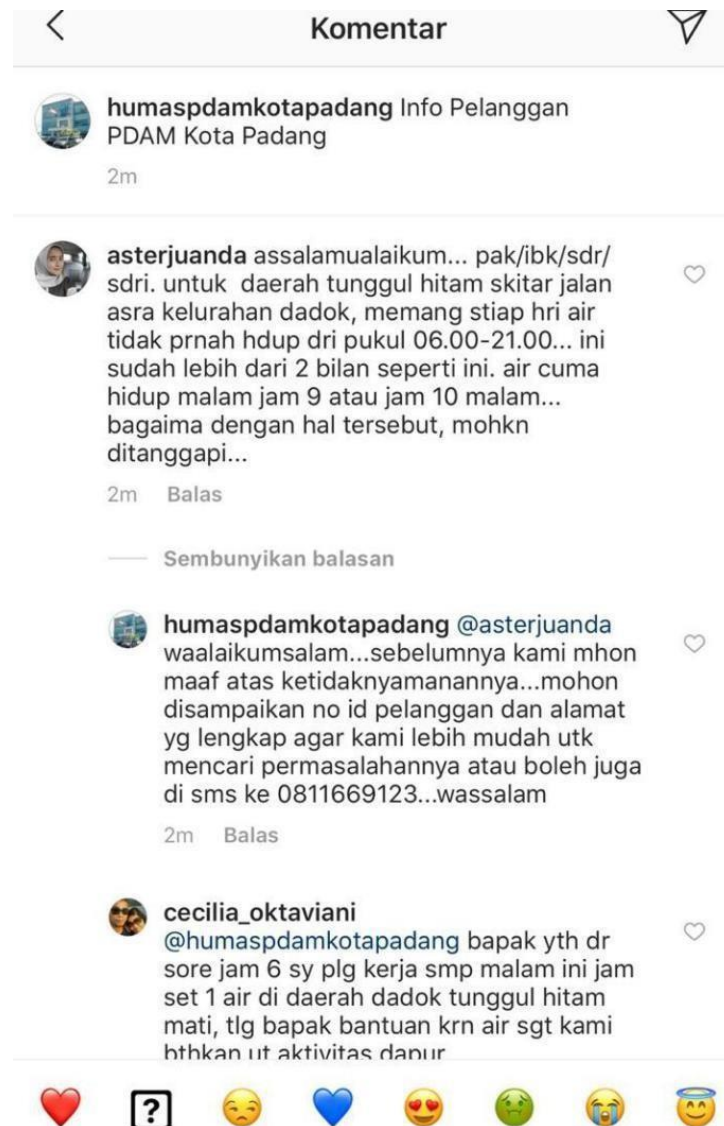 Komentar
humaspdamkotapadang Info Pelanggan
PDAM Kota Padang
2m
asterjuanda assalamualaikum... pak/ibk/sdr/
sdri. untuk daerah tunggul hitam skitar jalan
asra kelurahan dadok, memang stiap hri air
tidak prnah hdup dri pukul 06.00-21.00... ini
sudah lebih dari 2 bilan seperti ini. air cuma
hidup malam jam 9 atau jam 10 malam...
bagaima dengan hal tersebut, mohkn
ditanggapi...
2m Balas
Sembunyikan balasan
humaspdamkotapadang @asterjuanda
waalaikumsalam...sebelumnya kami mhon
maaf atas ketidaknyamanannya...mohon
disampaikan no id pelanggan dan alamat
yg lengkap agar kami lebih mudah utk
mencari permasalahannya atau boleh juga
di sms ke 0811669123...wassalam
2m Balas
cecilia_oktaviani
@humaspdamkotapadang bapak yth dr
sore jam 6 sy plg kerja smp malam ini jam
set 1 air di daerah dadok tunggul hitam
mati, tlg bapak bantuan krn air sgt kami
bthkan ut aktivitas dapur